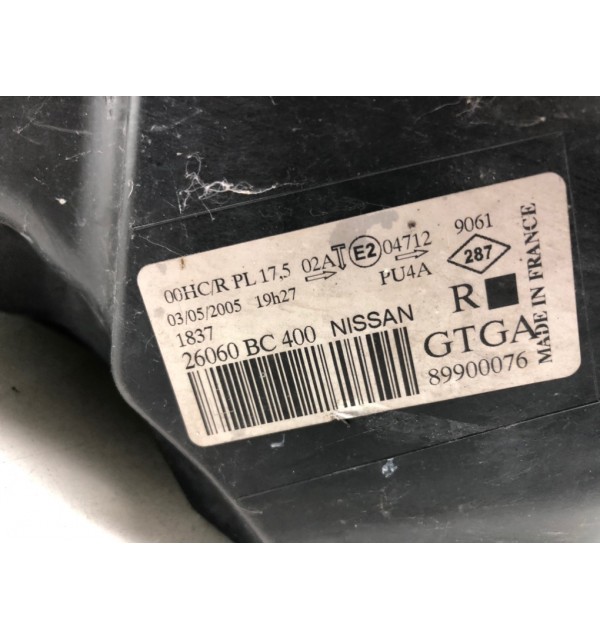 00HC/R PL 17,5 02A E2 04712 9061
03/05/2005 19h27 PU4A 287
1837 R
26060 BC 400 NISSAN GTGA
89900076
MADE IN FRANCE